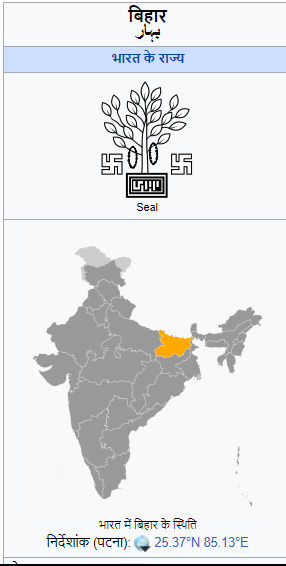 बिहार
بہار
भारत के राज्य
Seal
भारत में बिहार के स्थिति
निर्देशांक (पटना): 25.37°N 85.13°E